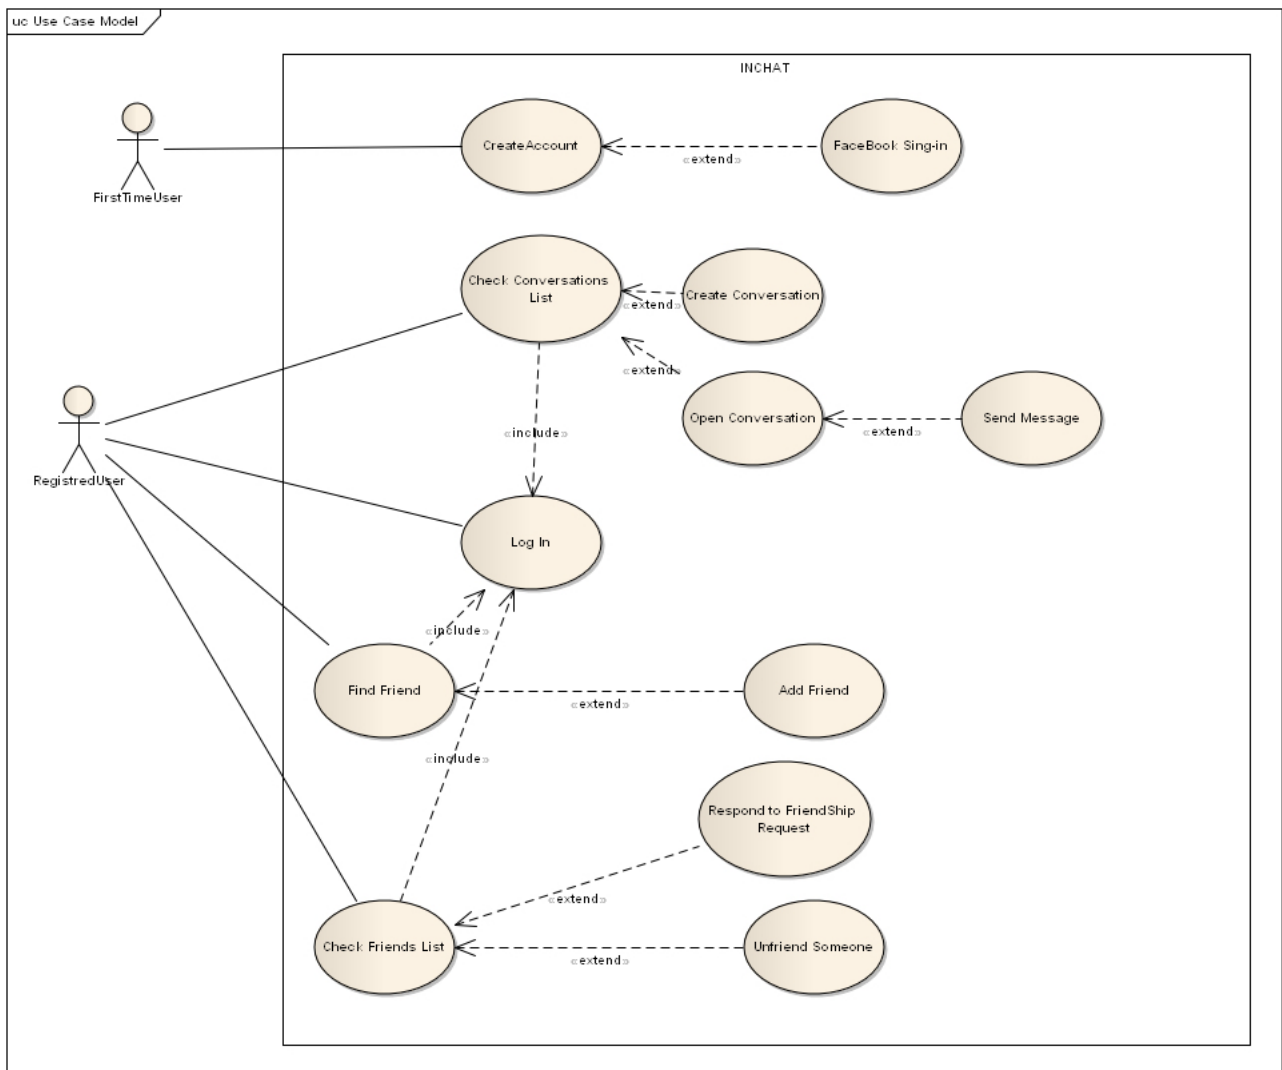 uc Use Case Model
INCHAT
FirstTimeUser
CreateAccount
«extend»
FaceBook Sing-in
Check Conversations
List
«extend»
Create Conversation
«extend»
Open Conversation
«extend»
Send Message
«include»
RegistredUser
Log In
«include»
Find Friend
«extend»
Add Friend
«include»
Respond to FriendShip
Request
«extend»
Check Friends List
«extend»
Unfriend Someone